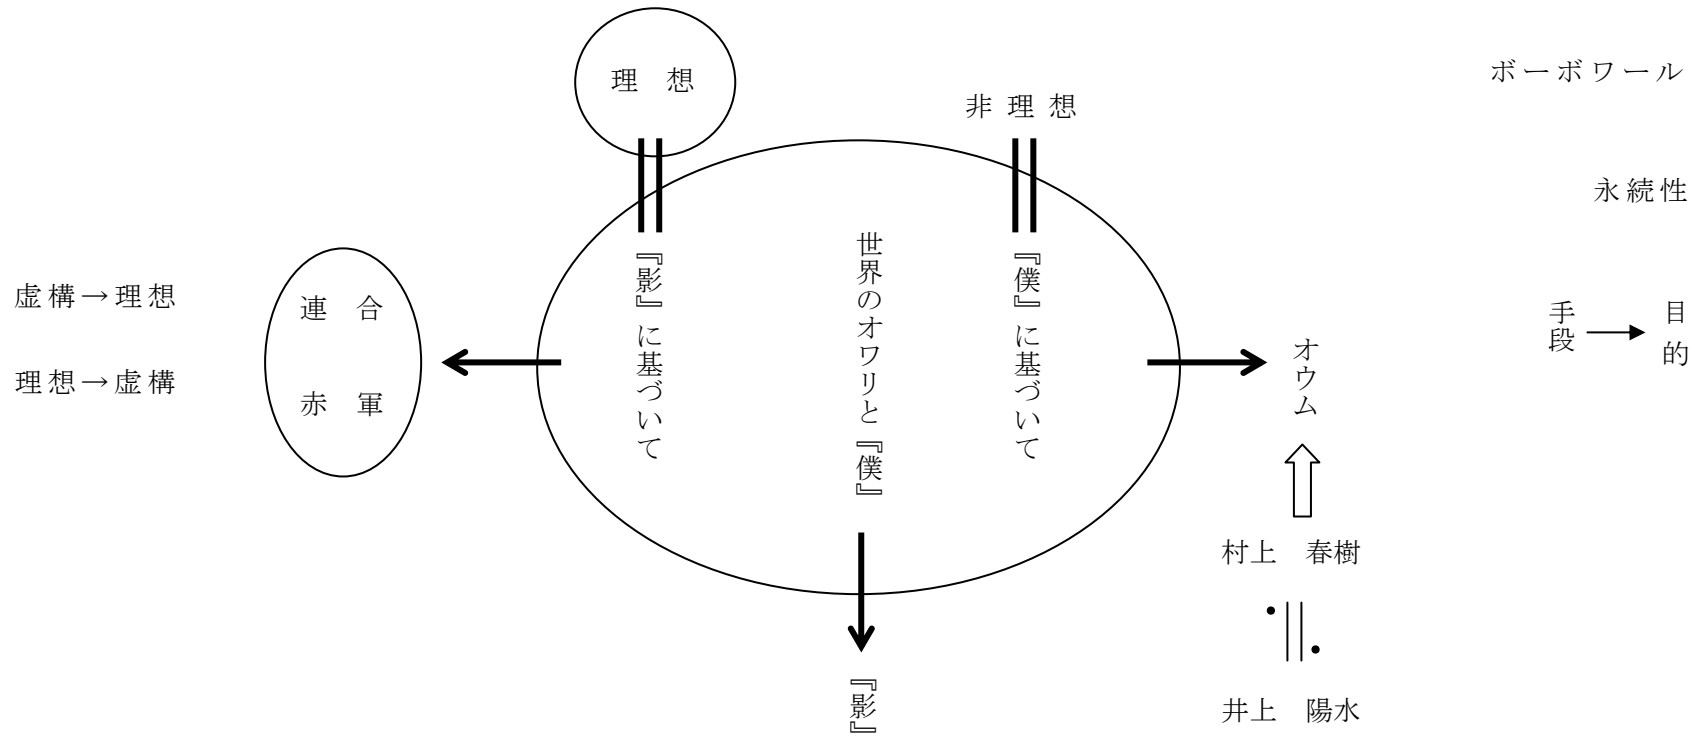 理想
非理想
ボーボワール
永続性
手段
目的
虚構→理想
理想→虚構
連合
赤軍
『影』に基づいて
世界のオワリと『僕』
『僕』に基づいて
オウム
村上 春樹
井上 陽水
『影』